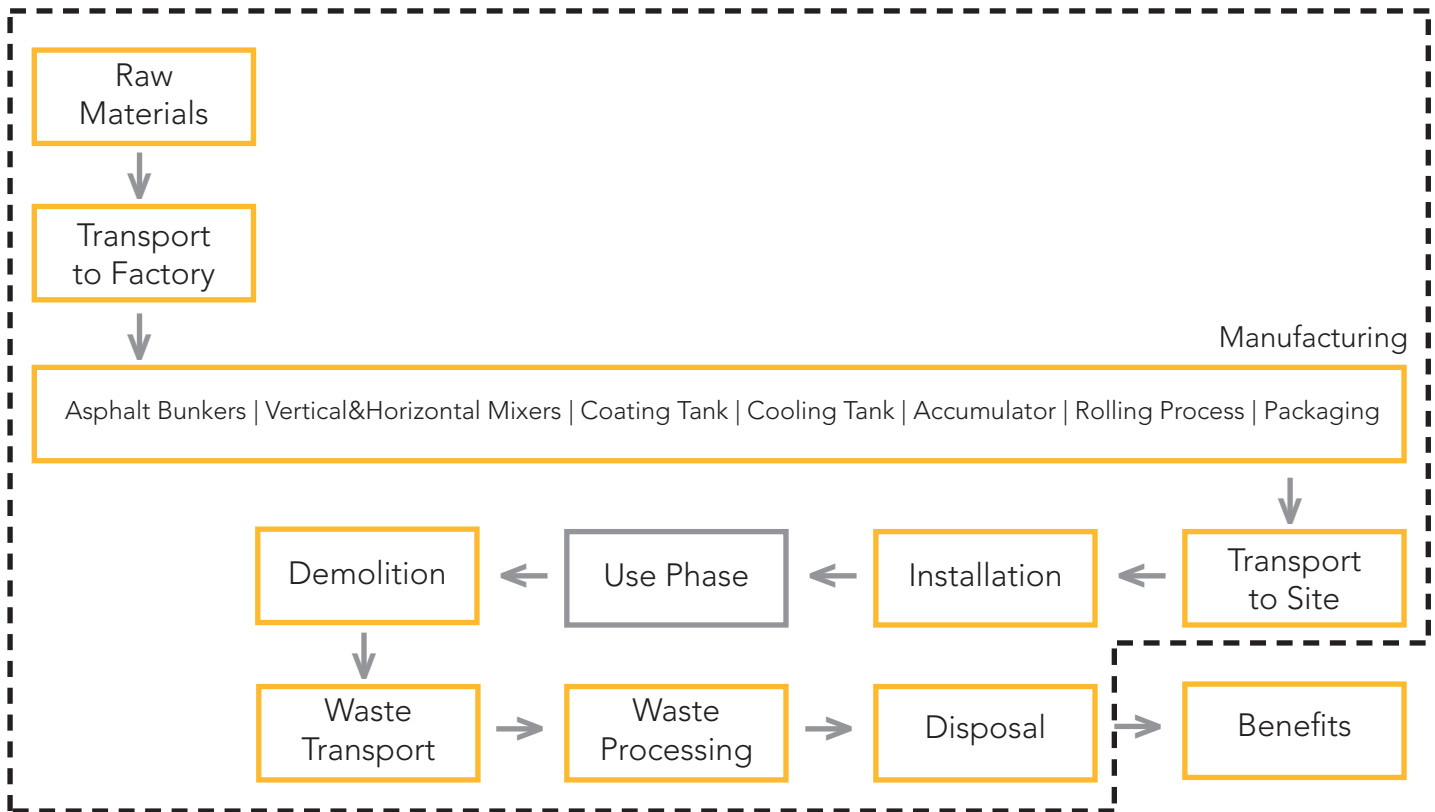 Raw
Materials
Transport
to Factory
Manufacturing
Asphalt Bunkers | Vertical&Horizontal Mixers | Coating Tank | Cooling Tank | Accumulator | Rolling Process | Packaging
Transport
to Site
Installation
Use Phase
Demolition
Waste
Transport
Waste
Processing
Disposal
Benefits